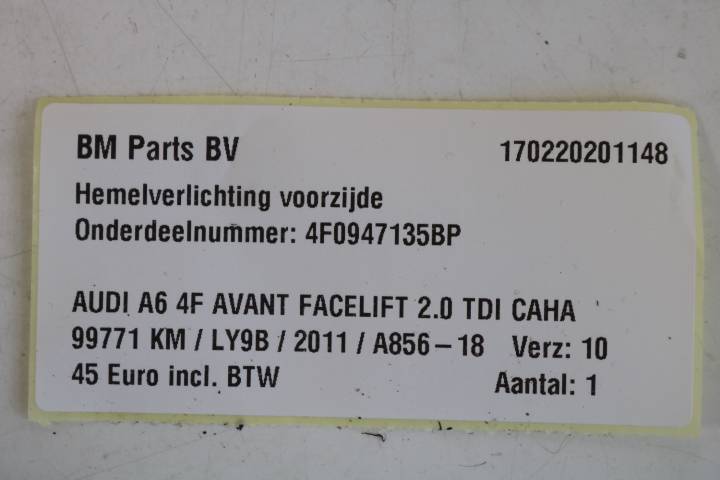 BM Parts BV 170220201148
Hemelverlichting voorzijde
Onderdeelnummer: 4F0947135BP
AUDI A6 4F AVANT FACELIFT 2.0 TDI CAHA
99771 KM / LY9B / 2011 / A856-18 Verz: 10
45 Euro incl. BTW Aantal: 1